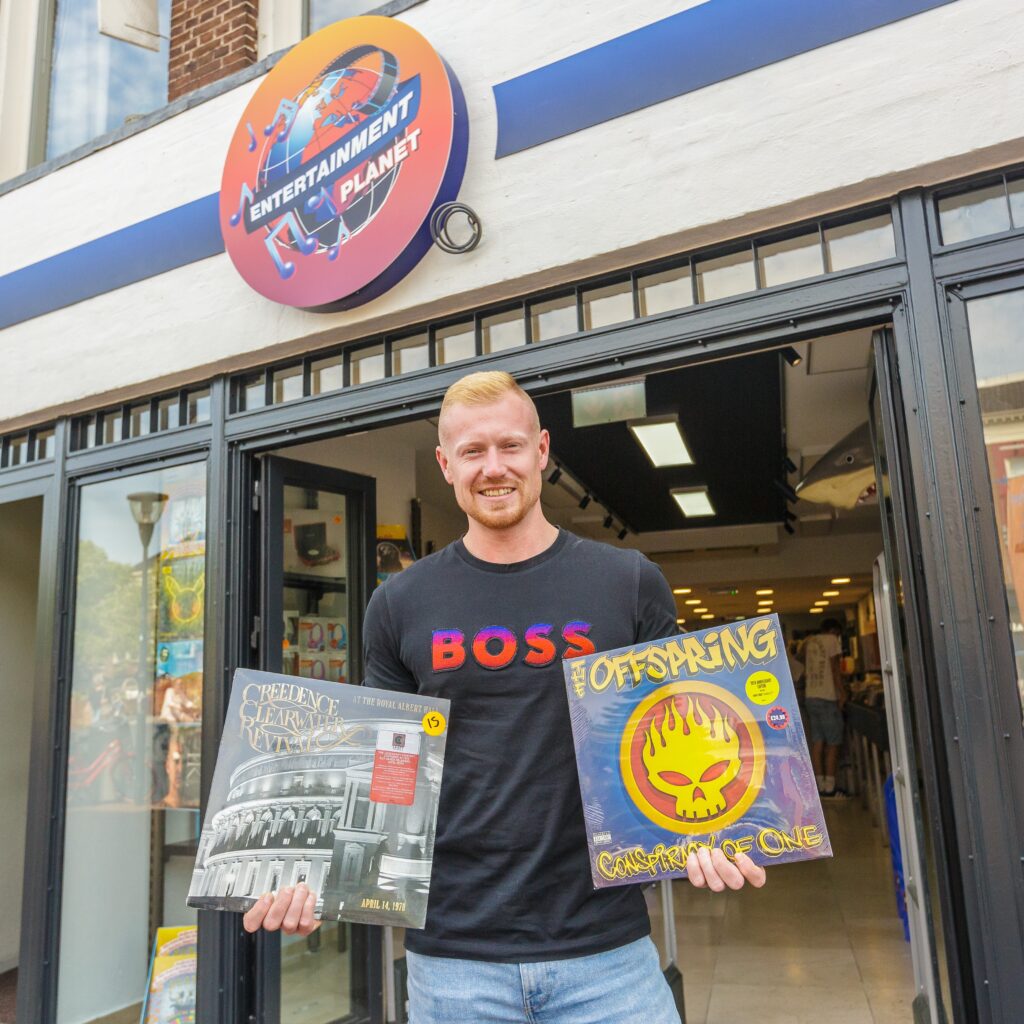 ENTERTAINMENT
PLANET
BOSS
CREEDENCE
CLEARWATER
REVIVAL
AT THE ROYAL ALBERT HALL
15
APRIL 14, 1970
THE
OFFSPRING
CONSPIRACY OF ONE